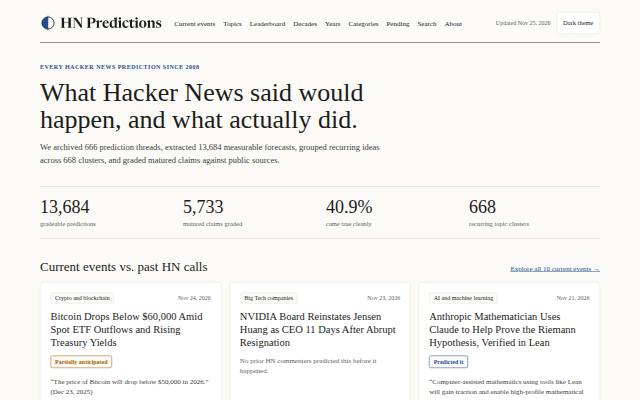 HN Predictions
Current events Topics Leaderboard Decades Years Categories Pending Search About
Updated Nov 25, 2026
Dark theme
EVERY HACKER NEWS PREDICTION SINCE 2008
What Hacker News said would
happen, and what actually did.
We archived 666 prediction threads, extracted 13,684 measurable forecasts, grouped recurring ideas
across 668 clusters, and graded matured claims against public sources.
13,684
gradeable predictions
5,733
matured claims graded
40.9%
came true cleanly
668
recurring topic clusters
Current events vs. past HN calls
Explore all 10 current events →
Crypto and blockchain
Nov 24, 2026
Bitcoin Drops Below $60,000 Amid
Spot ETF Outflows and Rising
Treasury Yields
Partially anticipated
“The price of Bitcoin will drop below $50,000 in 2026.”
(Dec 23, 2025)
Big Tech companies
Nov 23, 2026
NVIDIA Board Reinstates Jensen
Huang as CEO 11 Days After Abrupt
Resignation
No prior HN commenters predicted this before it
happened.
AI and machine learning
Nov 21, 2026
Anthropic Mathematician Uses
Claude to Help Prove the Riemann
Hypothesis, Verified in Lean
Predicted it
“Computer-assisted mathematics using tools like Lean
will gain traction and enable high-profile mathematical